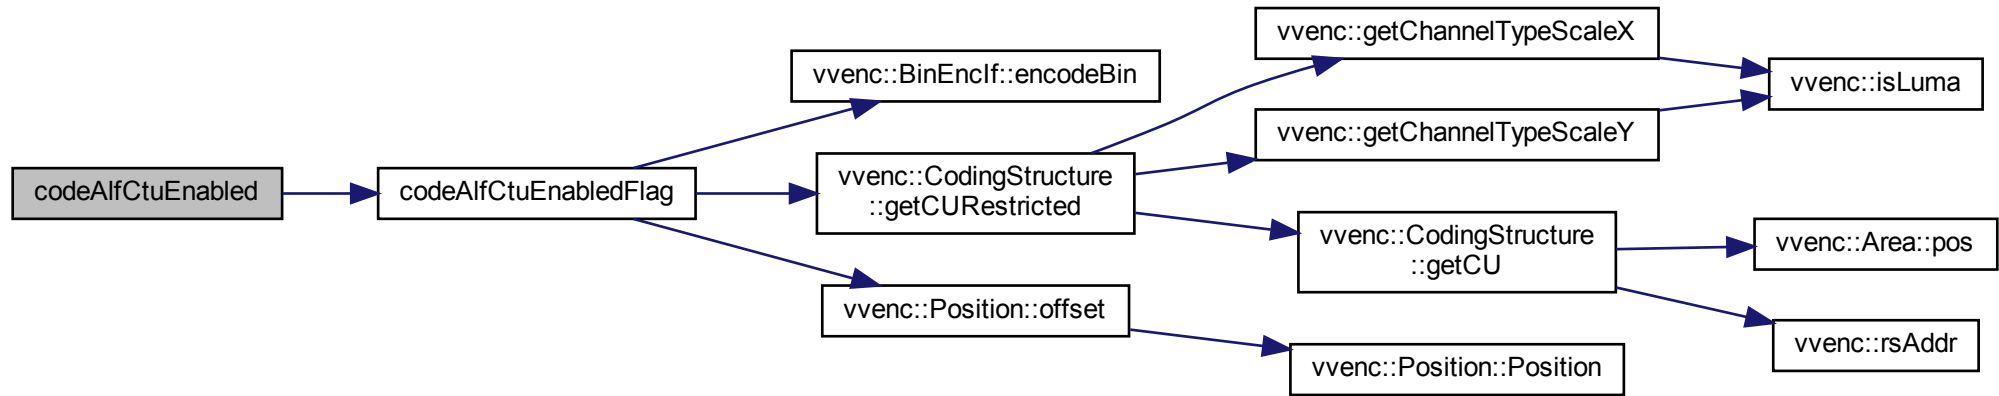 codeAlfCtuEnabled
codeAlfCtuEnabledFlag
vvenc::BinEncIf::encodeBin
vvenc::CodingStructure
::getCURestricted
vvenc::Position::offset
vvenc::getChannelTypeScaleX
vvenc::getChannelTypeScaleY
vvenc::CodingStructure
::getCU
vvenc::Position::Position
vvenc::isLuma
vvenc::Area::pos
vvenc::rsAddr